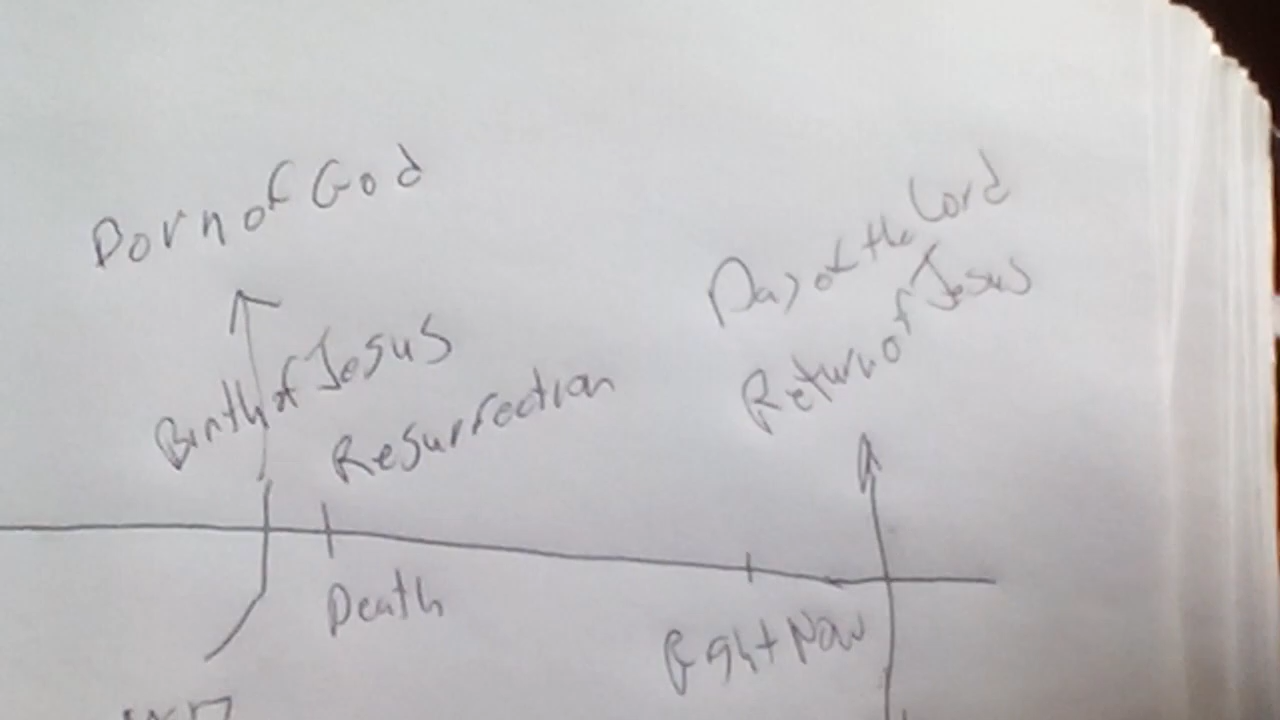 Born of God
Birth of Jesus
Resurrection
Death
Day of the Lord
Return of Jesus
Right Now